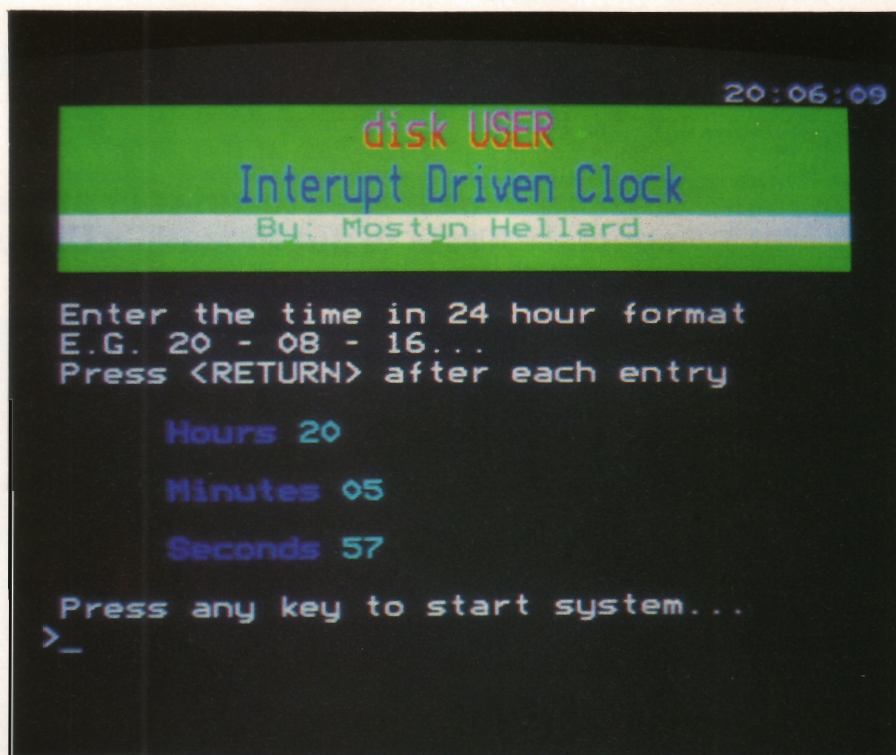 20:06:09
disk USER
Interupt Driven Clock
By: Mostyn Hellard.
Enter the time in 24 hour format
E.G. 20 - 08 - 16...
Press <RETURN> after each entry
Hours 20
Minutes 05
Seconds 57
Press any key to start system...
>_